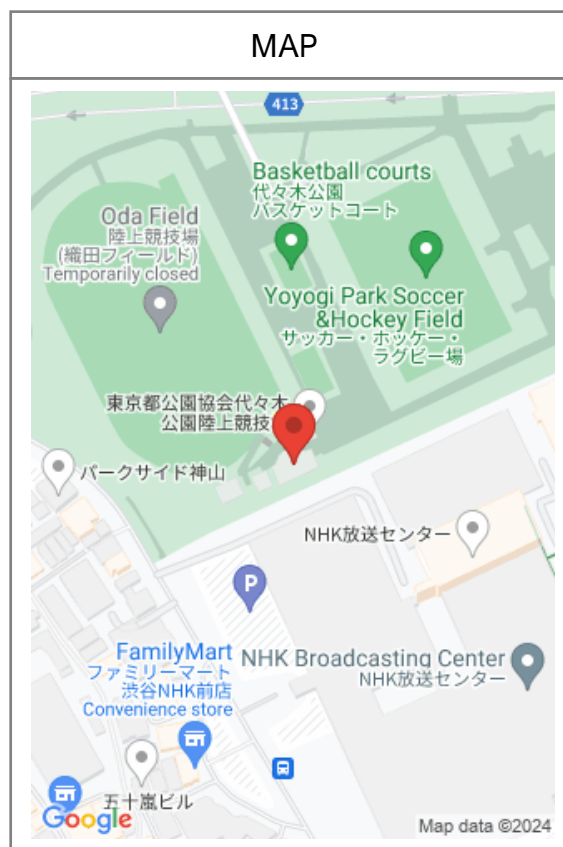 MAP
413
Basketball courts
代々木公園
バスケットコート
Oda Field
陸上競技場
(織田フィールド)
Temporarily closed
Yoyogi Park Soccer
&Hockey Field
サッカー・ホッケー・
ラグビー場
東京都公園協会代々木
公園陸上競技
パークサイド神山
NHK放送センター
P
FamilyMart
ファミリーマート
渋谷NHK前店
Convenience store
NHK Broadcasting Center
NHK放送センター
五十嵐ビル
Google
Map data ©2024